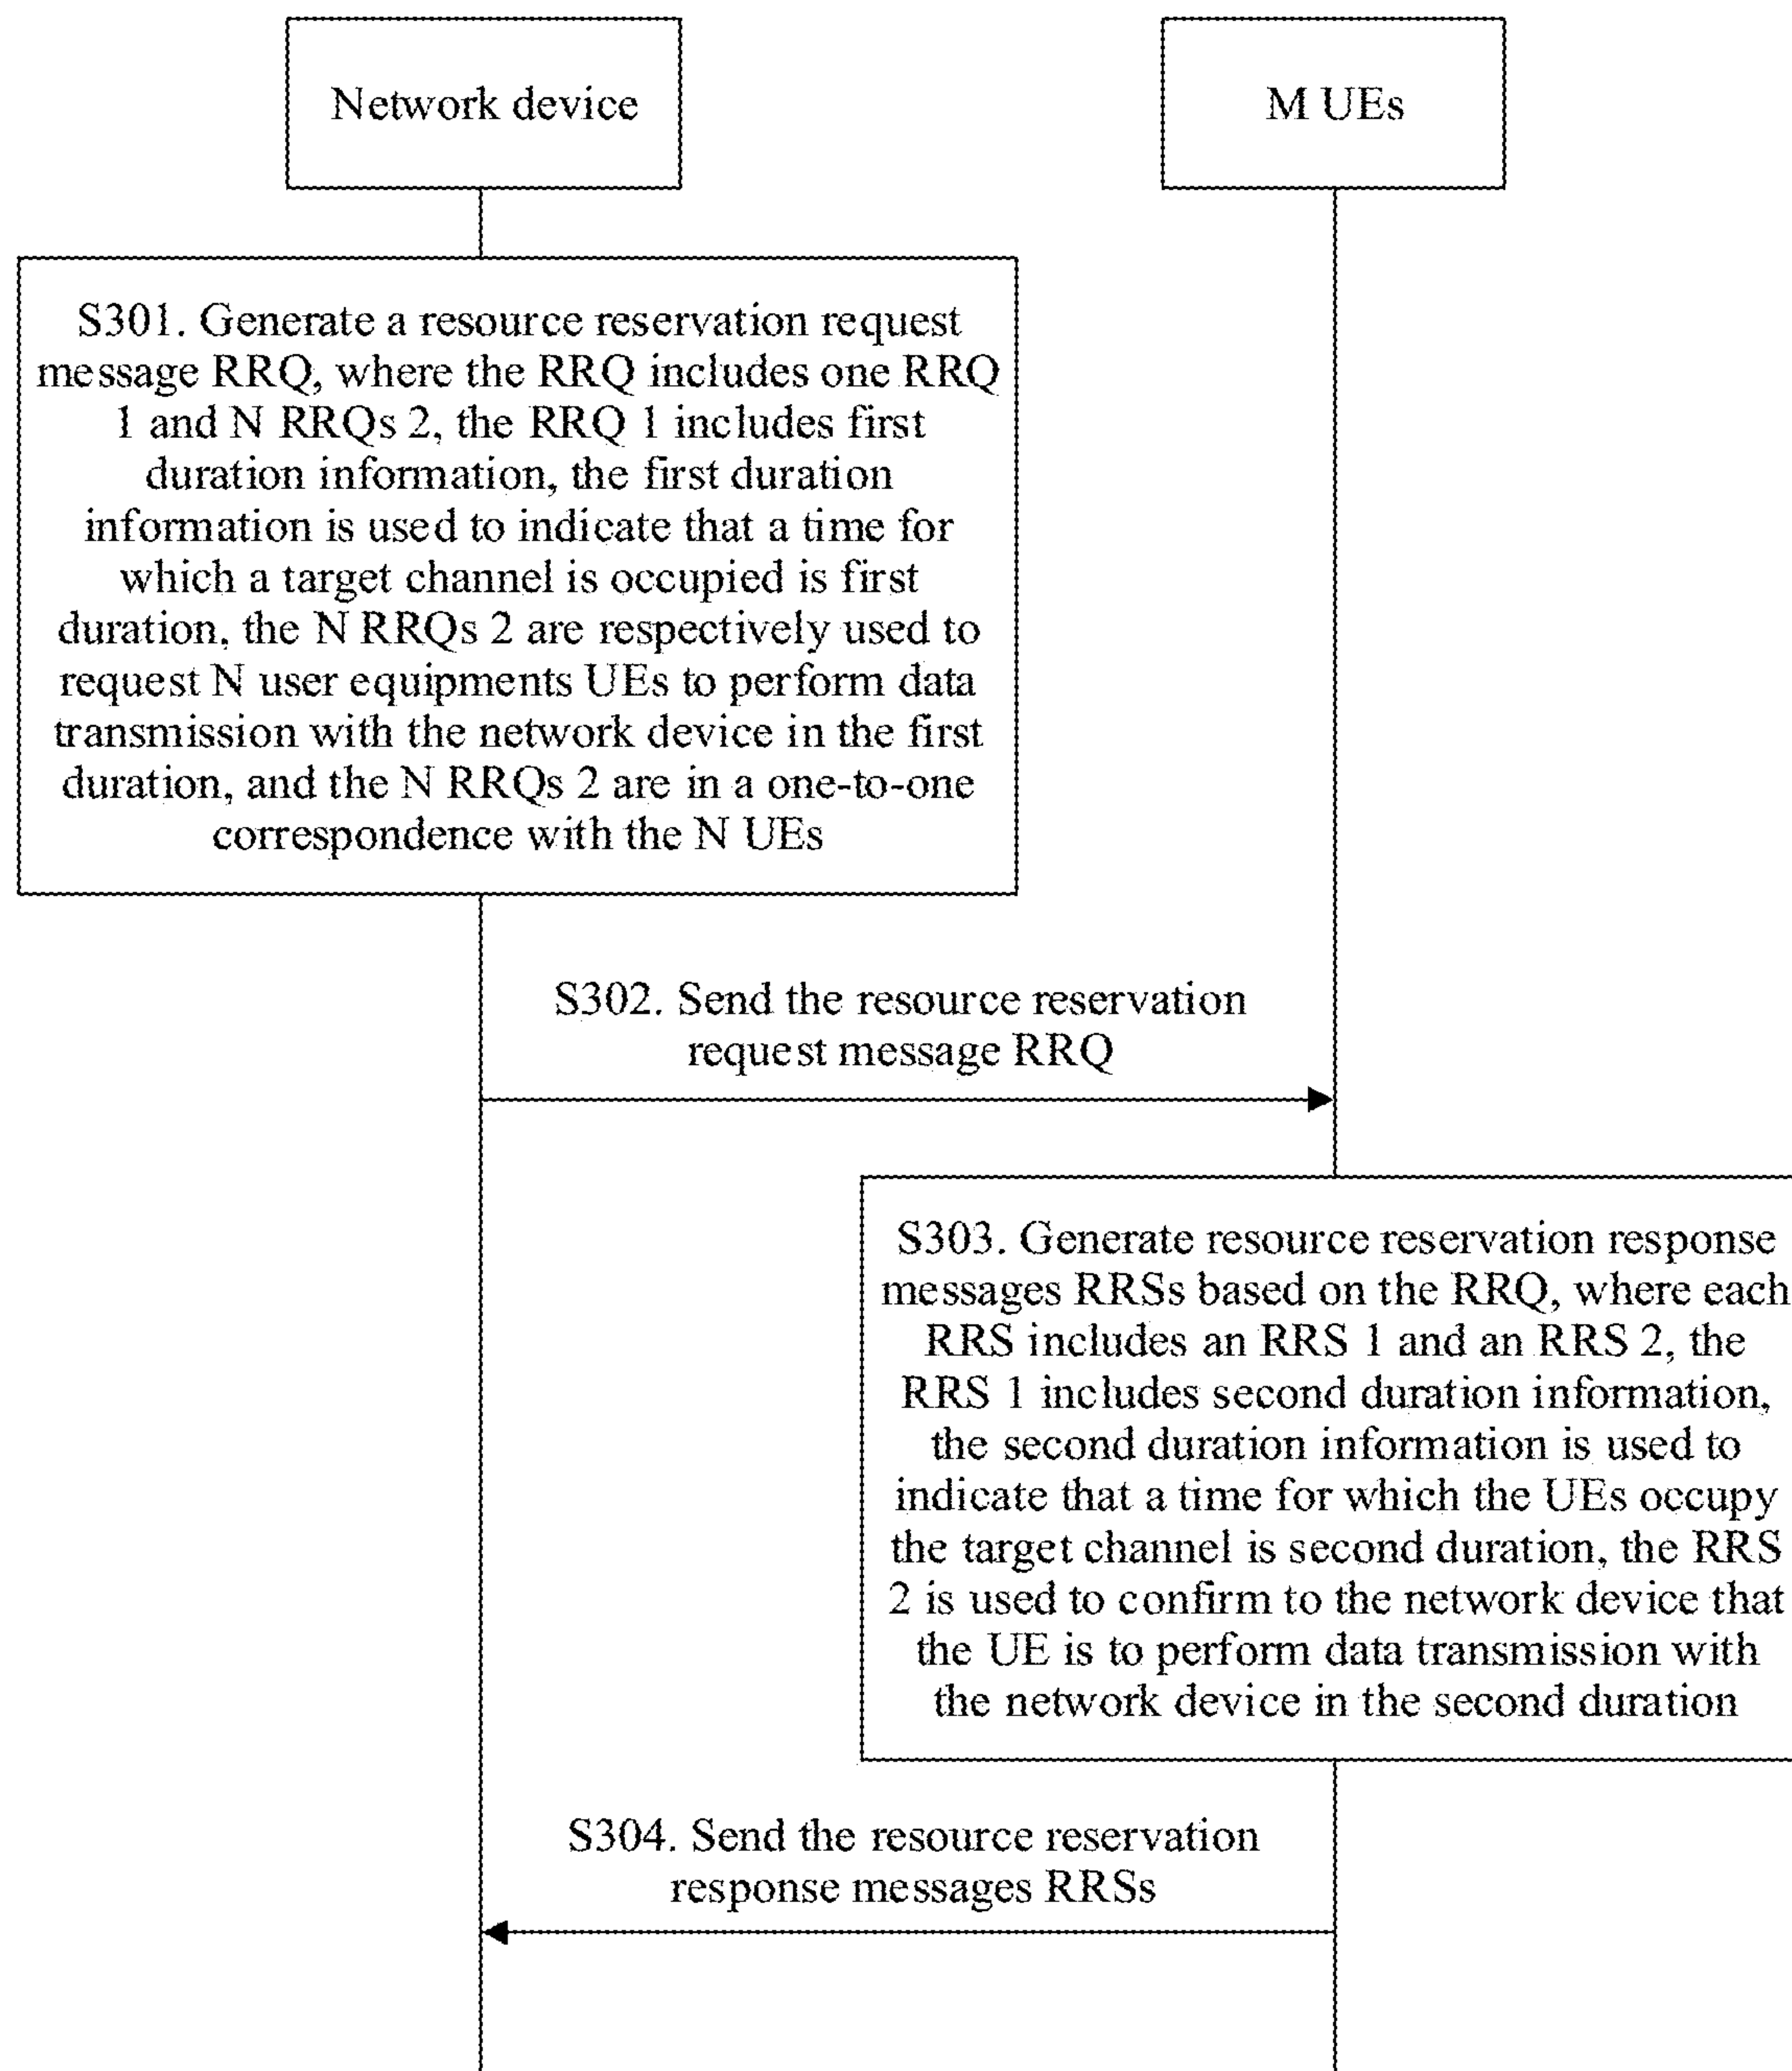 Network device
M UEs
S301. Generate a resource reservation request
message RRQ, where the RRQ includes one RRQ
1 and N RRQs 2, the RRQ 1 includes first
duration information, the first duration
information is used to indicate that a time for
which a target channel is occupied is first
duration, the N RRQs 2 are respectively used to
request N user equipments UEs to perform data
transmission with the network device in the first
duration, and the N RRQs 2 are in a one-to-one
correspondence with the N UEs
S302. Send the resource reservation
request message RRQ
S303. Generate resource reservation response
messages RRSs based on the RRQ, where each
RRS includes an RRS 1 and an RRS 2, the
RRS 1 includes second duration information,
the second duration information is used to
indicate that a time for which the UEs occupy
the target channel is second duration, the RRS
2 is used to confirm to the network device that
the UE is to perform data transmission with
the network device in the second duration
S304. Send the resource reservation
response messages RRSs